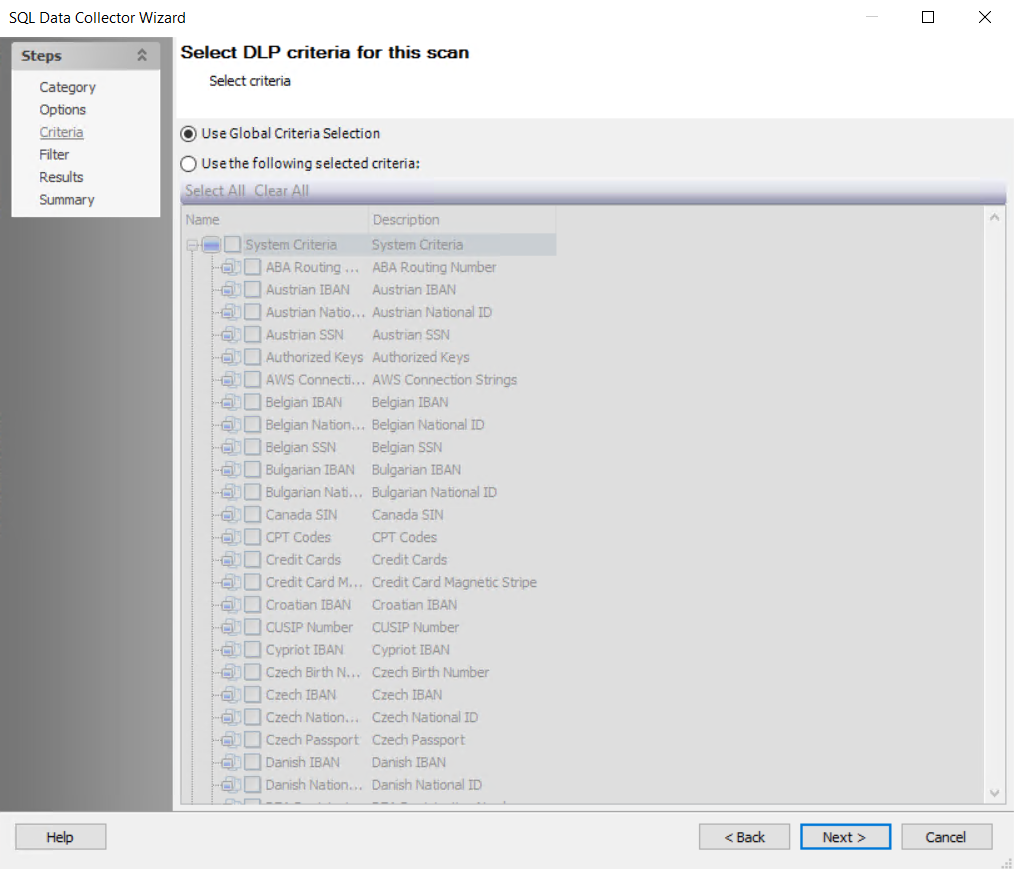 SQL Data Collector Wizard
Steps
Category
Options
Criteria
Filter
Results
Summary
Select DLP criteria for this scan
Select criteria
Use Global Criteria Selection
Use the following selected criteria:
Select All Clear All
Name Description
System Criteria System Criteria
ABA Routing ... ABA Routing Number
Austrian IBAN Austrian IBAN
Austrian Natio... Austrian National ID
Austrian SSN Austrian SSN
Authorized Keys Authorized Keys
AWS Connecti... AWS Connection Strings
Belgian IBAN Belgian IBAN
Belgian Nation... Belgian National ID
Belgian SSN Belgian SSN
Bulgarian IBAN Bulgarian IBAN
Bulgarian Nati... Bulgarian National ID
Canada SIN Canada SIN
CPT Codes CPT Codes
Credit Cards Credit Cards
Credit Card M... Credit Card Magnetic Stripe
Croatian IBAN Croatian IBAN
CUSIP Number CUSIP Number
Cypriot IBAN Cypriot IBAN
Czech Birth N... Czech Birth Number
Czech IBAN Czech IBAN
Czech Nation... Czech National ID
Czech Passport Czech Passport
Danish IBAN Danish IBAN
Danish Nation... Danish National ID
Help
< Back
Next >
Cancel